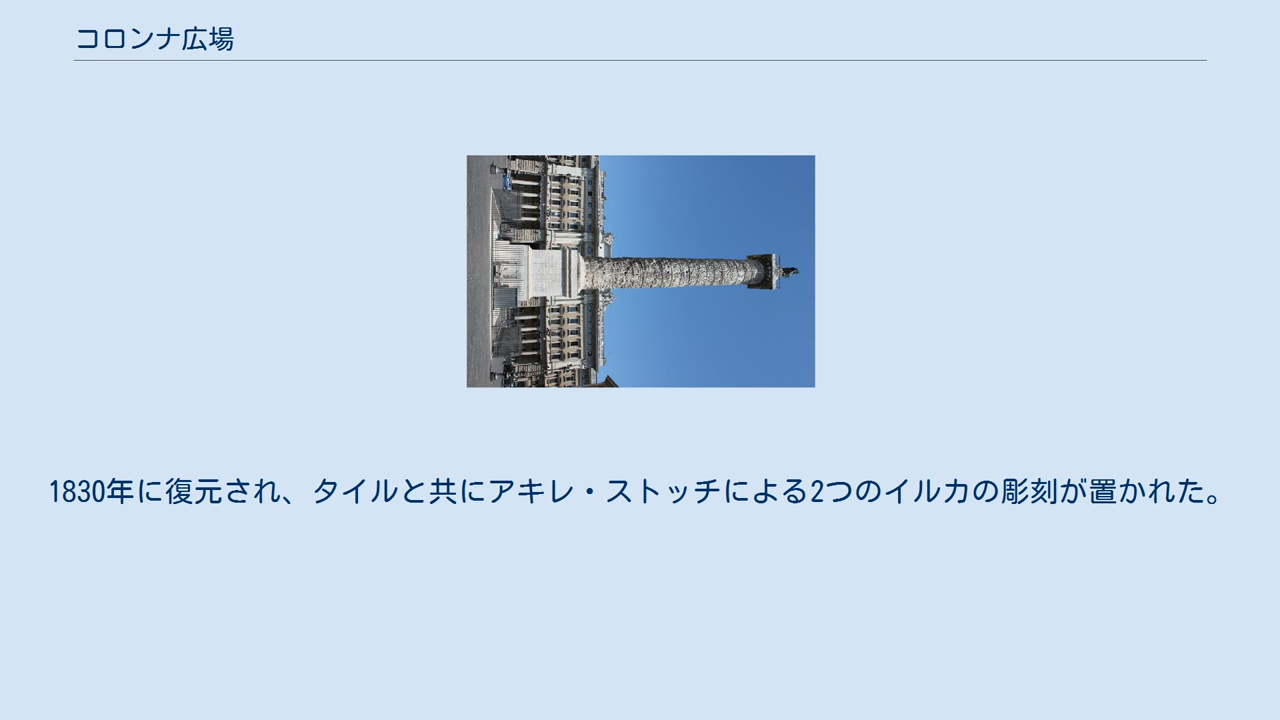 コロンナ広場
1830年に復元され、タイルと共にアキレ・ストッチによる2つのイルカの彫刻が置かれた。